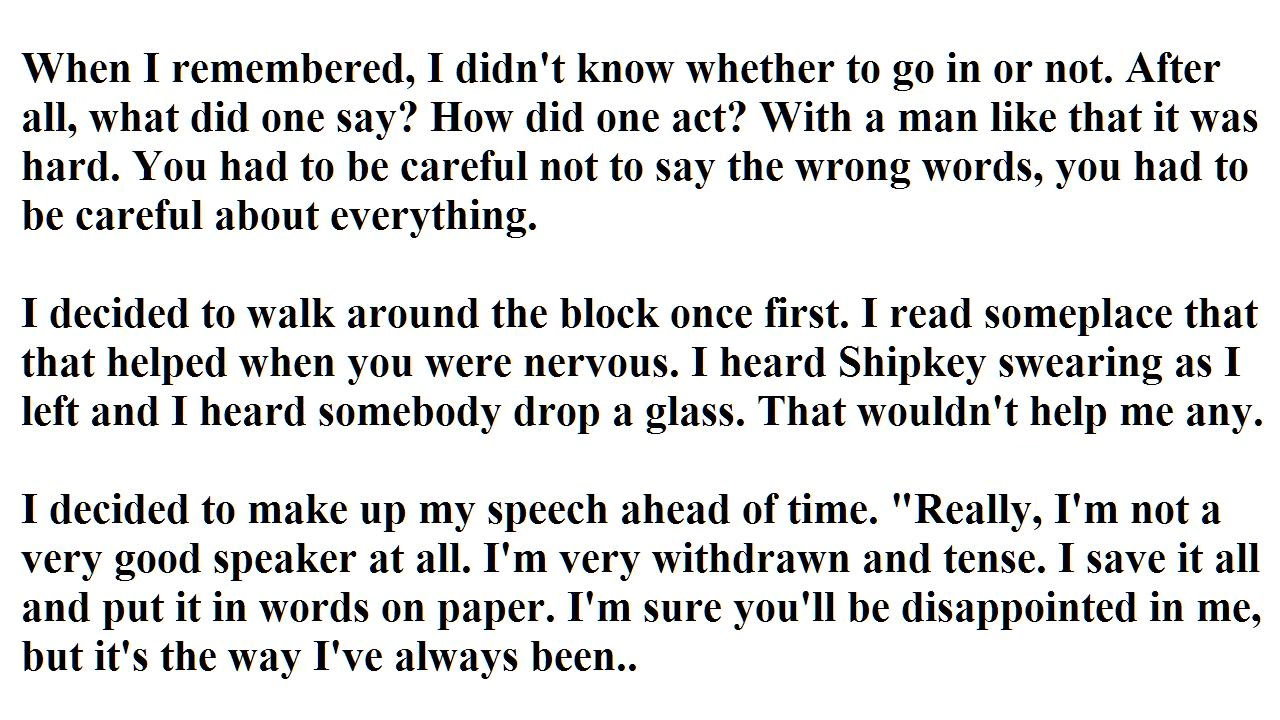 When I remembered, I didn't know whether to go in or not. After
all, what did one say? How did one act? With a man like that it was
hard. You had to be careful not to say the wrong words, you had to
be careful about everything.
I decided to walk around the block once first. I read someplace that
that helped when you were nervous. I heard Shipkey swearing as I
left and I heard somebody drop a glass. That wouldn't help me any.
I decided to make up my speech ahead of time. "Really, I'm not a
very good speaker at all. I'm very withdrawn and tense. I save it all
and put it in words on paper. I'm sure you'll be disappointed in me,
but it's the way I've always been..